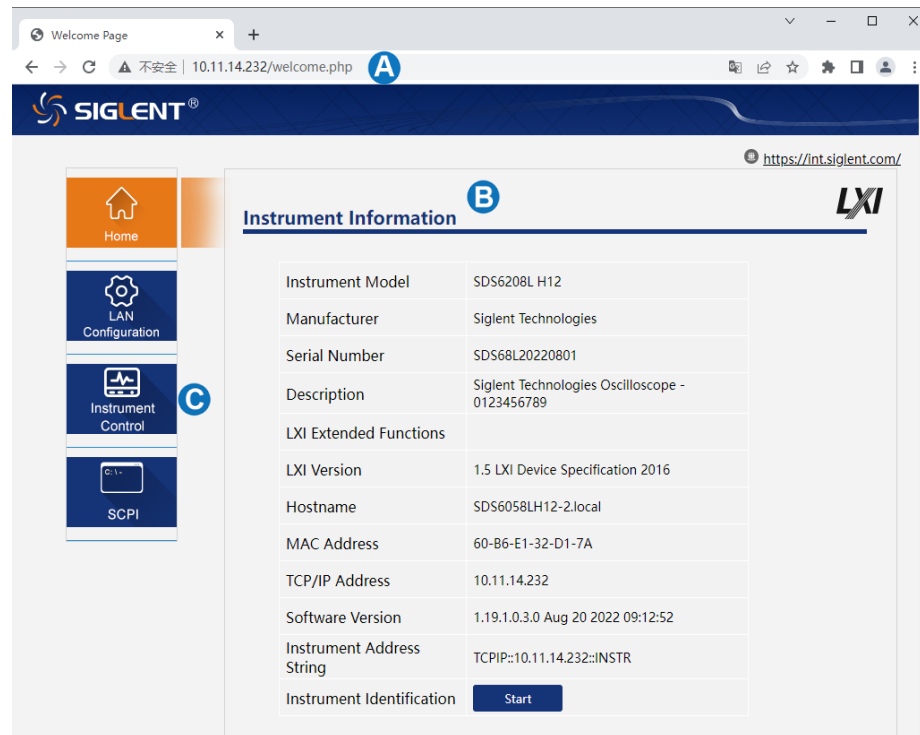 Welcome Page
不安全 10.11.14.232/welcome.php
A
SIGLENT®
https://int.siglent.com/
LXI
B
Instrument Information
Home
LAN
Configuration
Instrument
Control
C
C:\-
SCPI
Instrument Model SDS6208L H12
Manufacturer Siglent Technologies
Serial Number SDS68L20220801
Description Siglent Technologies Oscilloscope -
0123456789
LXI Extended Functions
LXI Version 1.5 LXI Device Specification 2016
Hostname SDS6058LH12-2.local
MAC Address 60-B6-E1-32-D1-7A
TCP/IP Address 10.11.14.232
Software Version 1.19.1.0.3.0 Aug 20 2022 09:12:52
Instrument Address
String TCPIP::10.11.14.232::INSTR
Instrument Identification Start